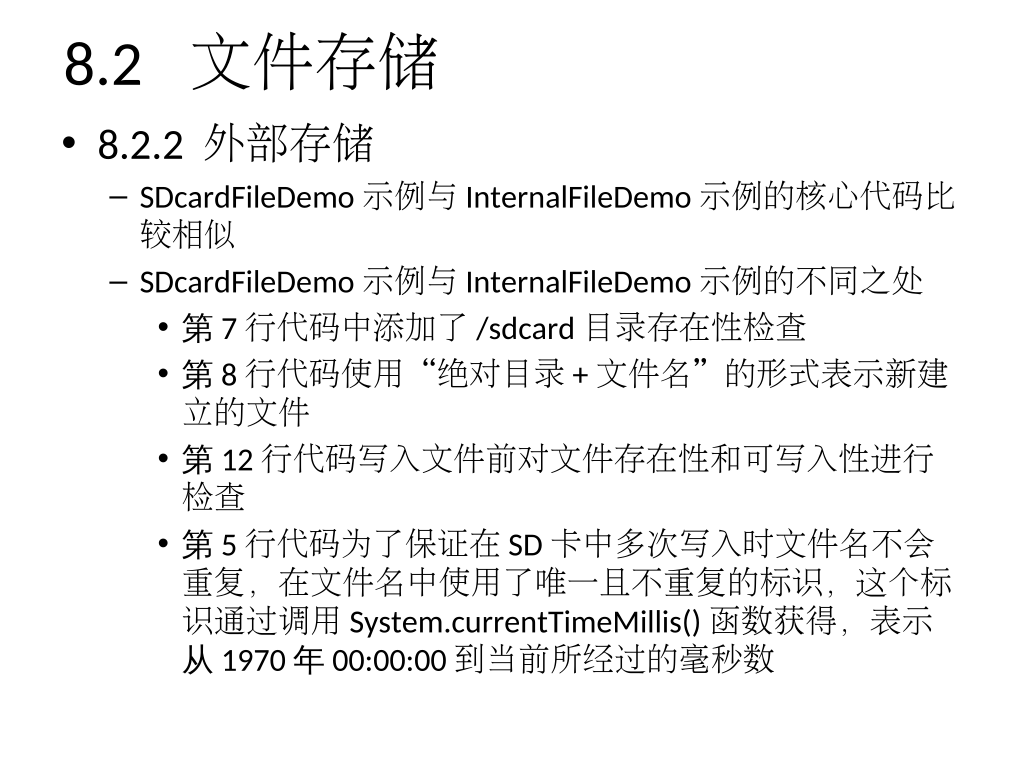 8.2 文件存储
• 8.2.2 外部存储
– SDcardFileDemo 示例与 InternalFileDemo 示例的核心代码比
较相似
– SDcardFileDemo 示例与 InternalFileDemo 示例的不同之处
• 第 7 行代码中添加了 /sdcard 目录存在性检查
• 第 8 行代码使用“绝对目录 + 文件名”的形式表示新建
立的文件
• 第 12 行代码写入文件前对文件存在性和可写入性进行
检查
• 第 5 行代码为了保证在 SD 卡中多次写入时文件名不会
重复，在文件名中使用了唯一且不重复的标识，这个标
识通过调用 System.currentTimeMillis() 函数获得，表示
从 1970 年 00:00:00 到当前所经过的毫秒数